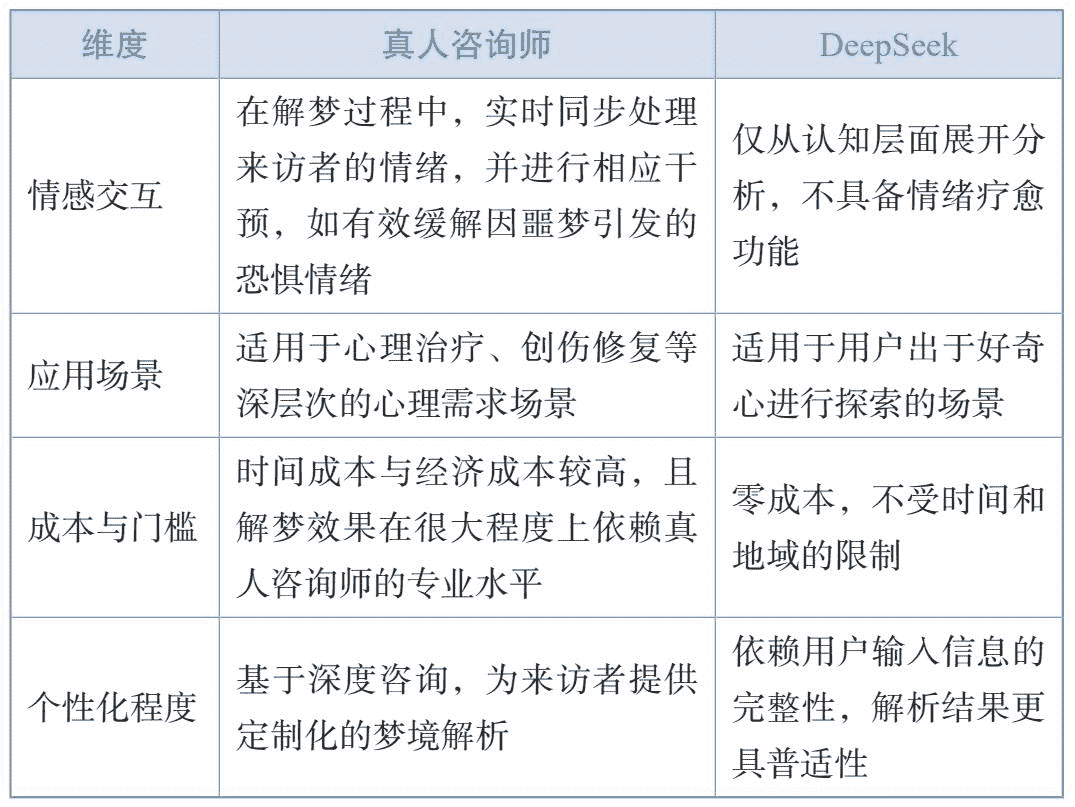 维度
真人咨询师
DeepSeek
情感交互
在解梦过程中，实时同步处理
来访者的情绪，并进行相应干
预，如有效缓解因噩梦引发的
恐惧情绪
仅从认知层面展开分
析，不具备情绪疗愈
功能
应用场景
适用于心理治疗、创伤修复等
深层次的心理需求场景
适用于用户出于好奇
心进行探索的场景
成本与门槛
时间成本与经济成本较高，且
解梦效果在很大程度上依赖真
人咨询师的专业水平
零成本，不受时间和
地域的限制
个性化程度
基于深度咨询，为来访者提供
定制化的梦境解析
依赖用户输入信息的
完整性，解析结果更
具普适性